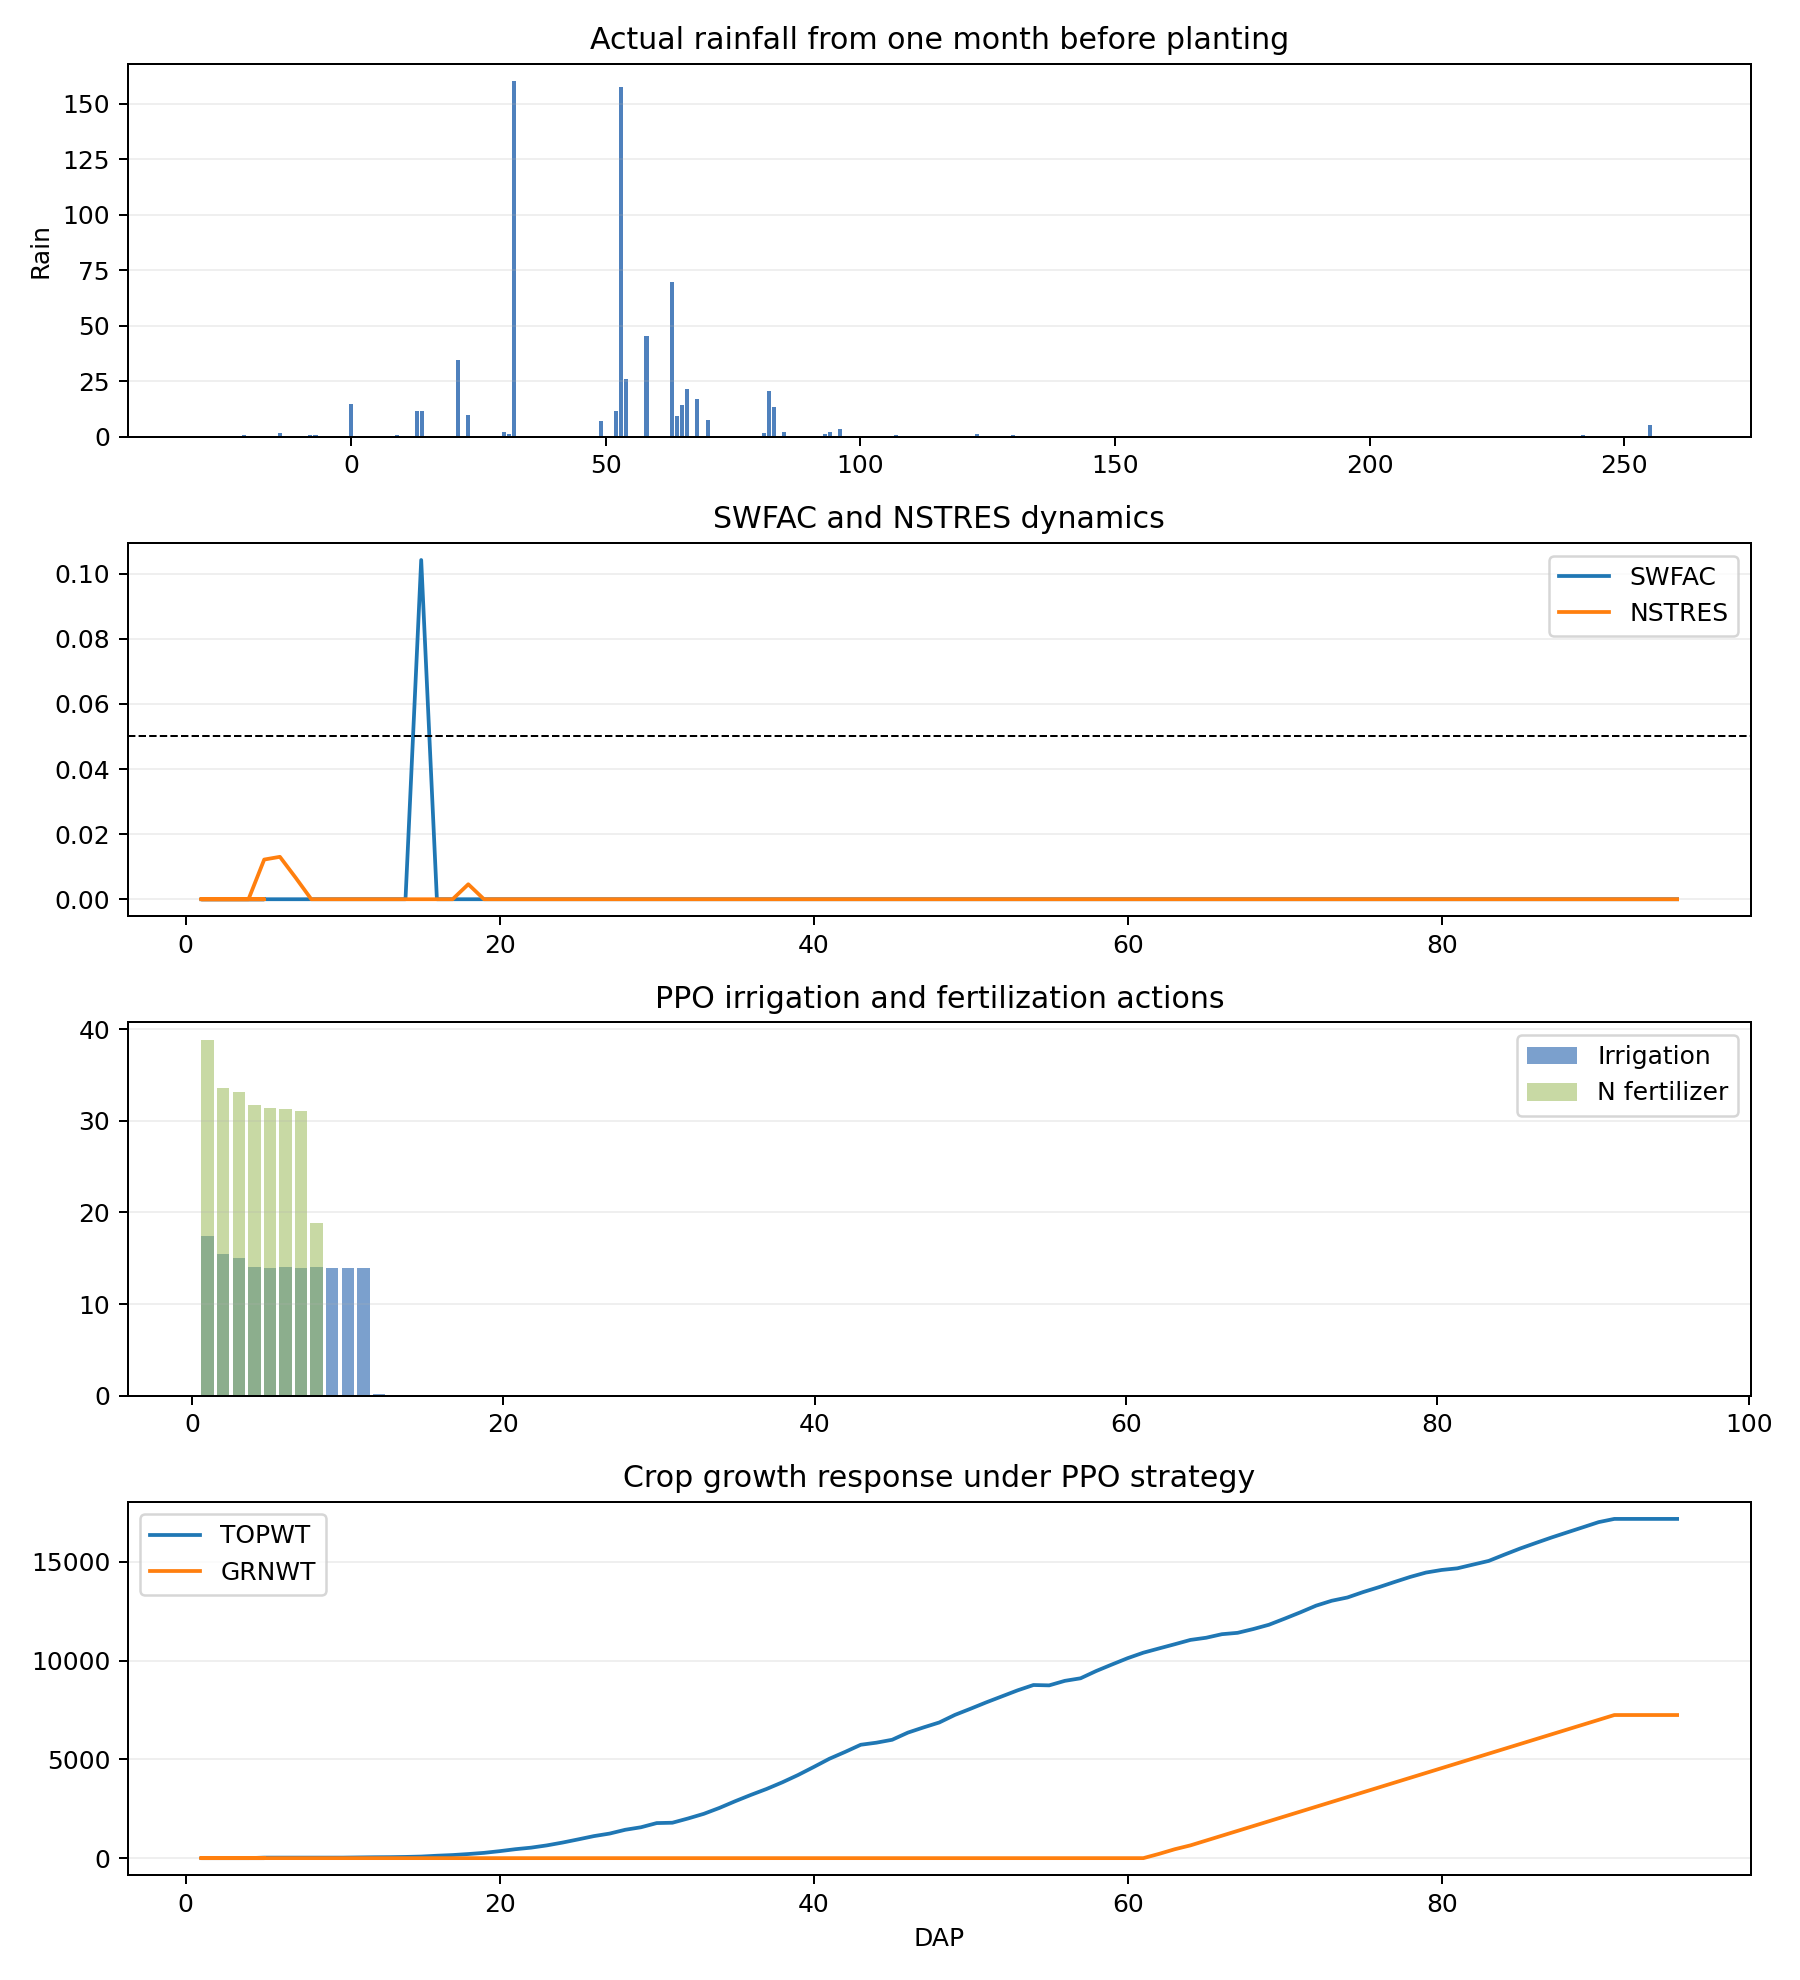 Actual rainfall from one month before planting
Rain
150
125
100
75
50
25
0
0 50 100 150 200 250
SWFAC and NSTRES dynamics
SWFAC
NSTRES
0.10
0.08
0.06
0.04
0.02
0.00
0 20 40 60 80
PPO irrigation and fertilization actions
Irrigation
N fertilizer
40
30
20
10
0
0 20 40 60 80 100
Crop growth response under PPO strategy
TOPWT
GRNWT
15000
10000
5000
0
0 20 40 60 80
DAP